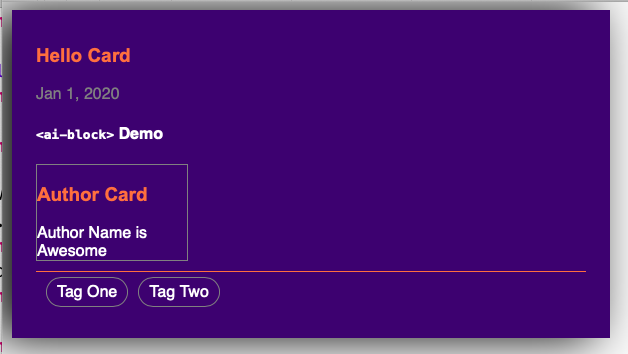 Hello Card
Jan 1, 2020
<ai-block> Demo
Author Card
Author Name is
Awesome
Tag One
Tag Two